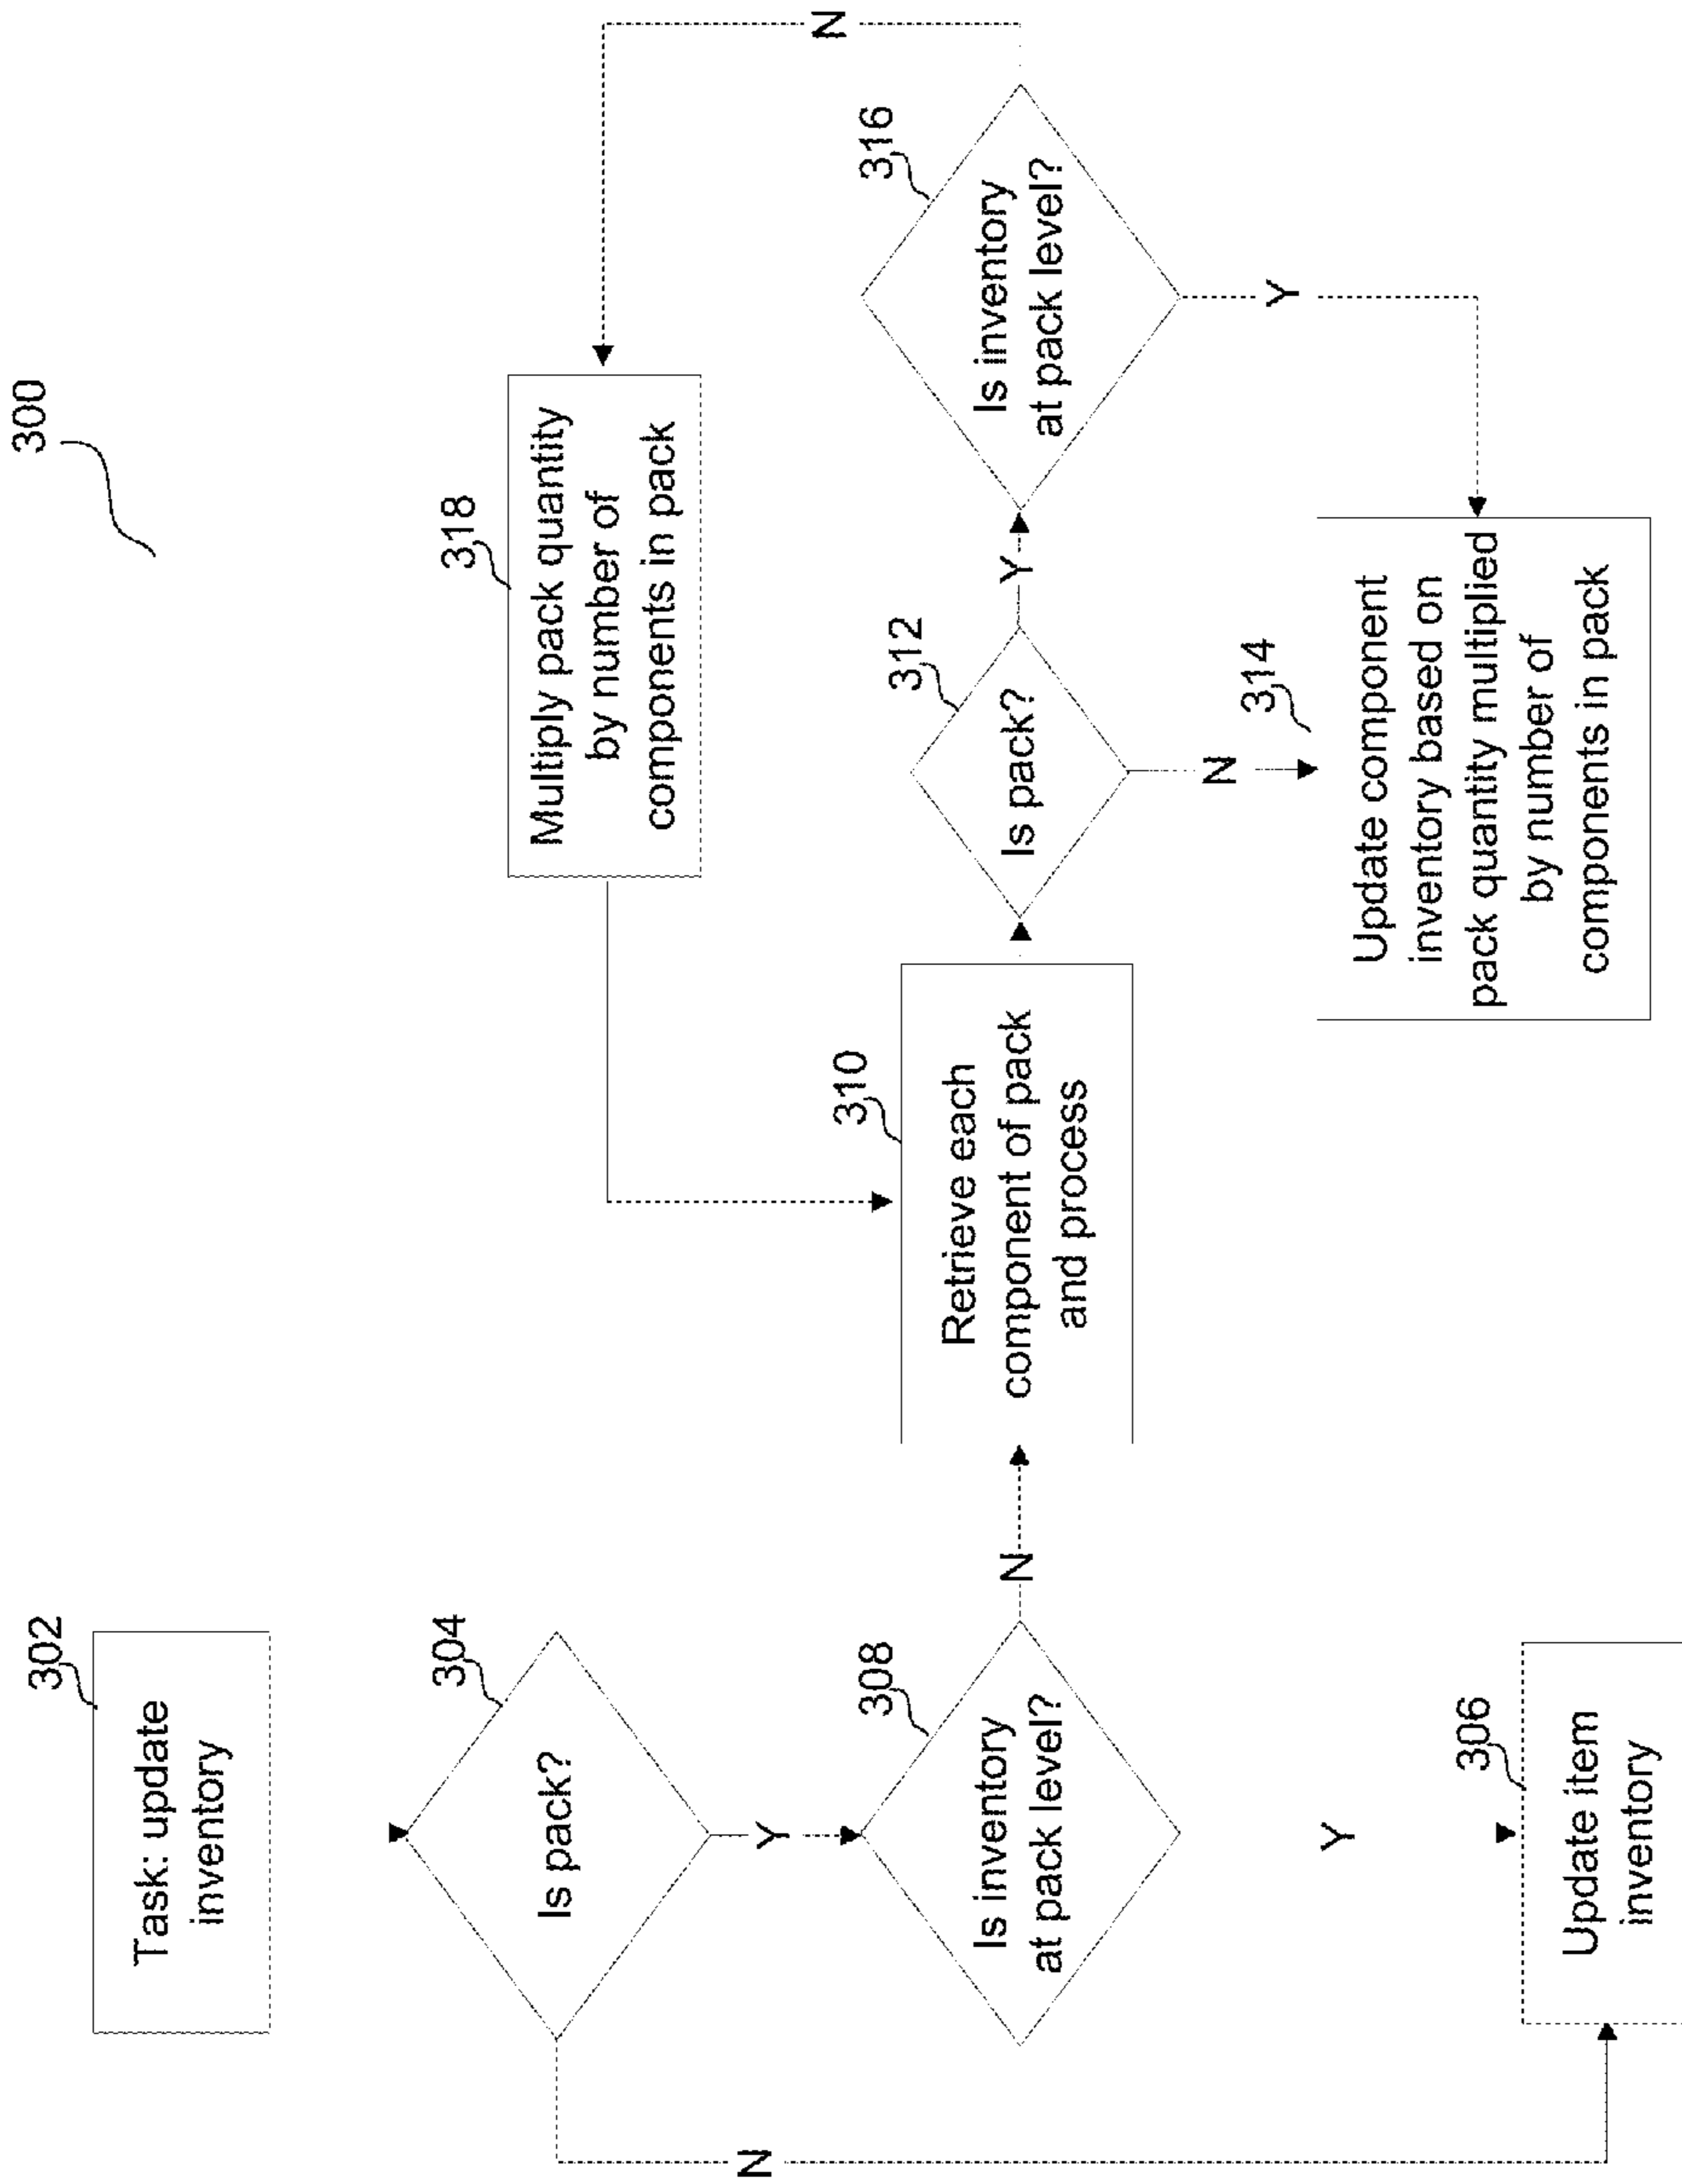 300
302
Task: update
inventory
304
Is pack?
Y
N
308
Is inventory
at pack level?
N
Y
306
Update item
inventory
310
Retrieve each
component of pack
and process
312
Is pack?
Y
N
314
Update component
inventory based on
pack quantity multiplied
by number of
components in pack
316
Is inventory
at pack level?
N
Y
318
Multiply pack quantity
by number of
components in pack